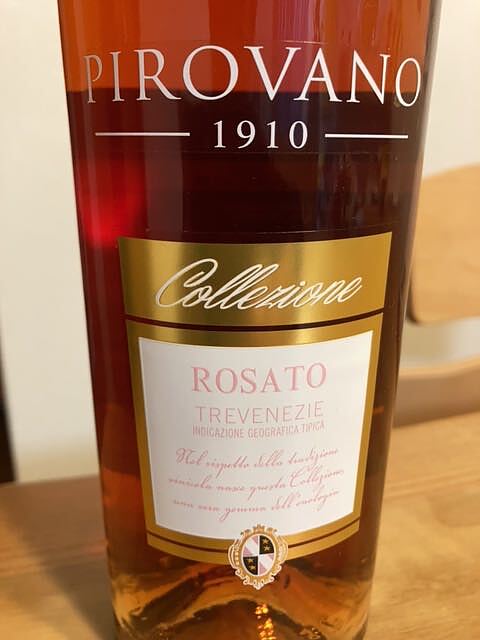 PIROVANO
1910
Collezione
ROSATO
TREVENEZIE
INDICAZIONE GEOGRAFICA TIPICA
Nel rispetto della tradizione
vinicola nasce questa Collezione,
una vera gemma dell'enologia